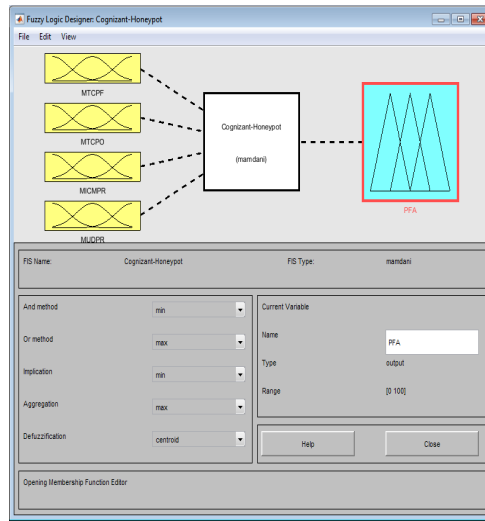 Fuzzy Logic Designer: Cognizant-Honeypot
File Edit View
MTCPF
MTCPO
MICMPR
MUDPR
Cognizant-Honeypot
(mamdani)
PFA
FIS Name: Cognizant-Honeypot FIS Type: mamdani
And method min
Or method max
Implication min
Aggregation max
Defuzzification centroid
Current Variable
Name PFA
Type output
Range [0 100]
Help Close
Opening Membership Function Editor